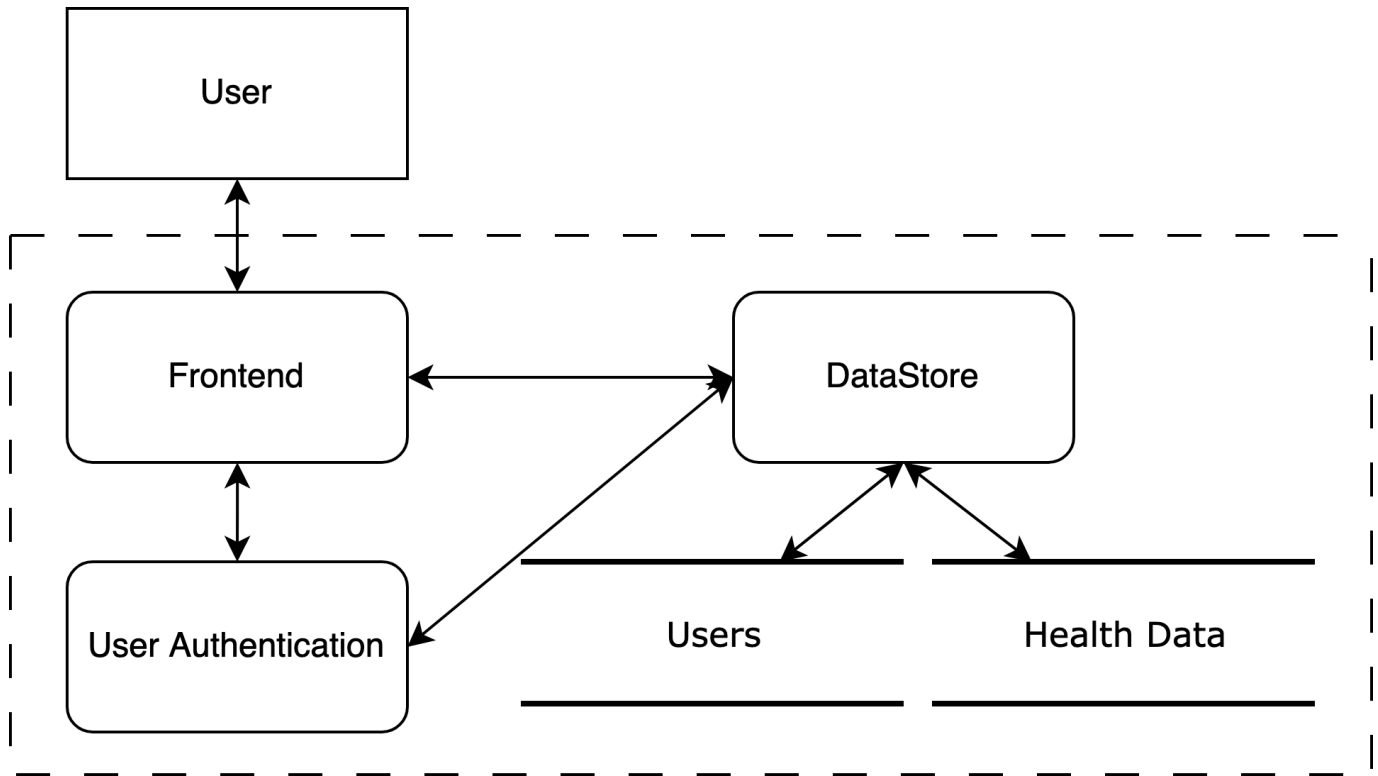 User
Frontend
DataStore
User Authentication
Users
Health Data